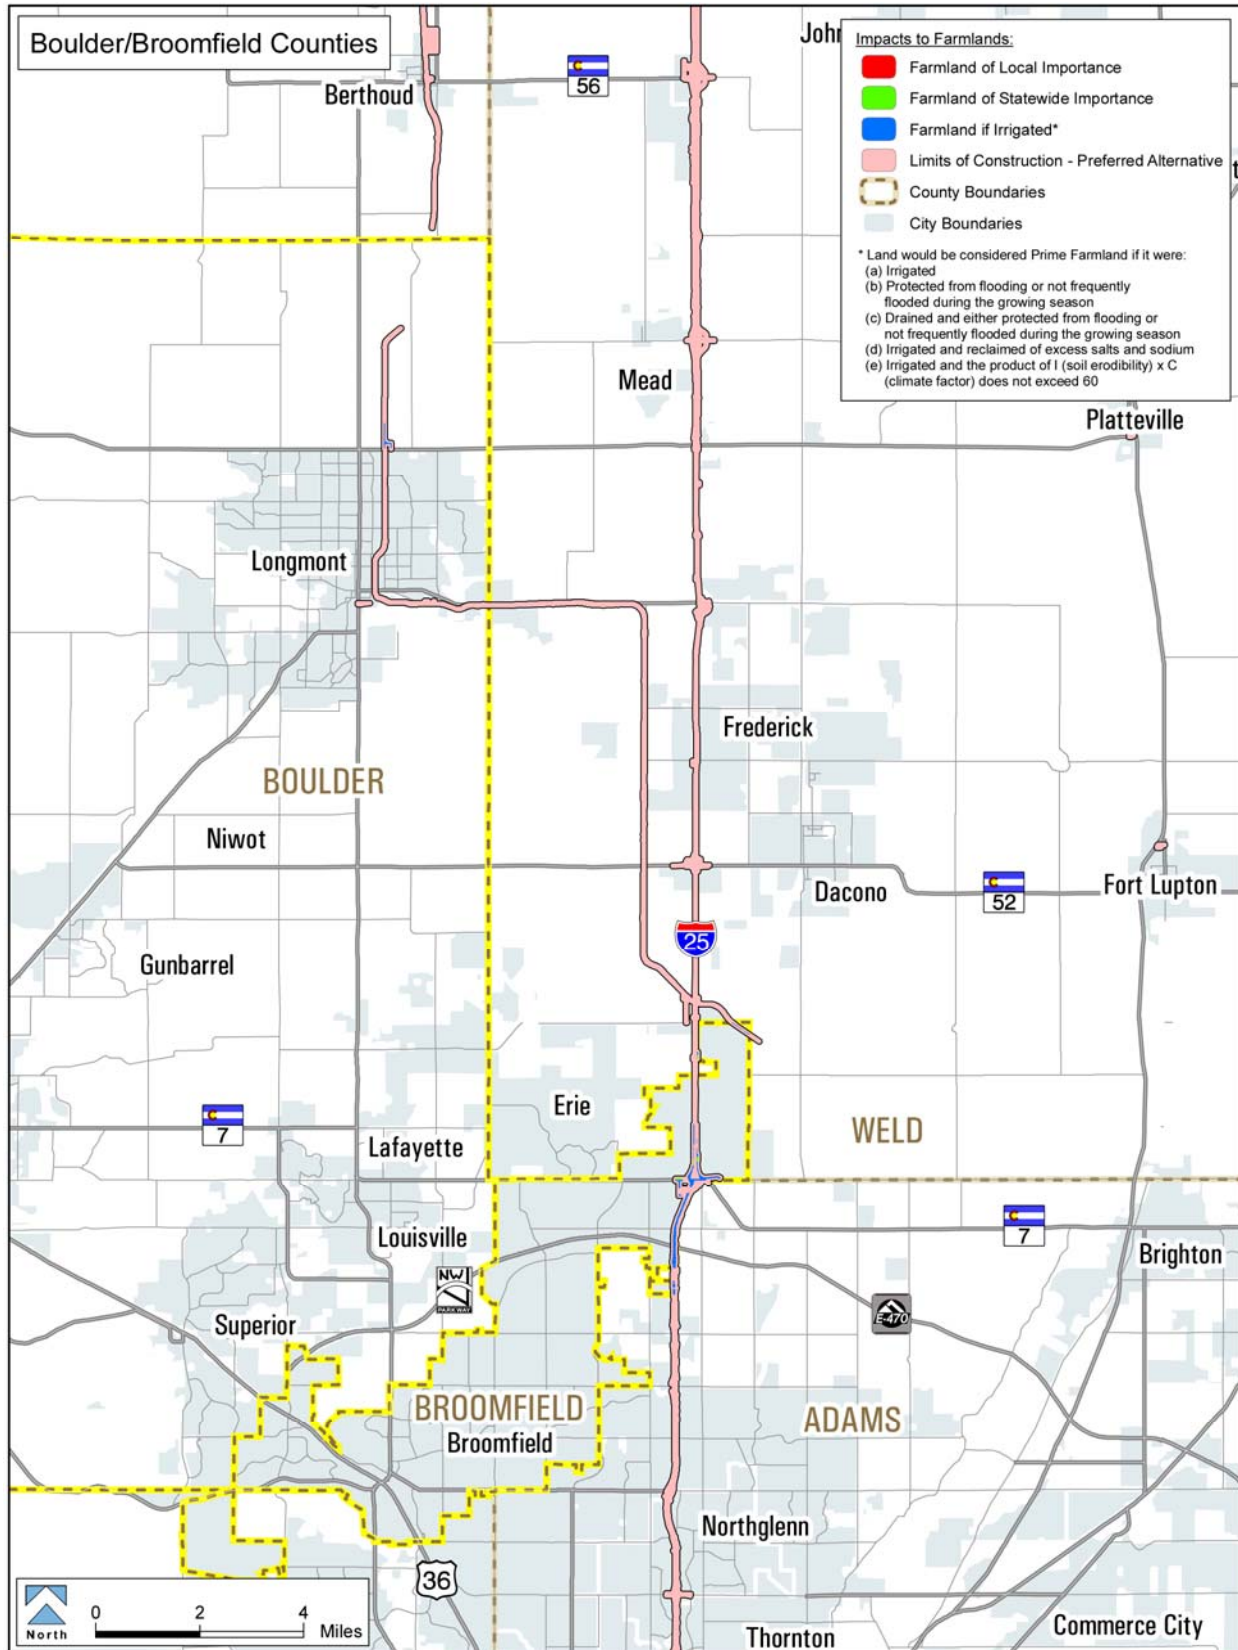 Boulder/Broomfield Counties
Impacts to Farmlands:
Farmland of Local Importance
Farmland of Statewide Importance
Farmland if Irrigated*
Limits of Construction - Preferred Alternative
County Boundaries
City Boundaries
* Land would be considered Prime Farmland if it were:
(a) Irrigated
(b) Protected from flooding or not frequently
flooded during the growing season
(c) Drained and either protected from flooding or
not frequently flooded during the growing season
(d) Irrigated and reclaimed of excess salts and sodium
(e) Irrigated and the product of I (soil erodibility) x C
(climate factor) does not exceed 60
Berthoud
56
Mead
Platteville
Longmont
Frederick
BOULDER
Niwot
Dacono
52
Fort Lupton
25
Gunbarrel
Erie
7
WELD
Lafayette
Louisville
7
Brighton
NW
PARKWAY
E-470
Superior
BROOMFIELD
Broomfield
ADAMS
Northglenn
36
Commerce City
Thornton
North
0 2 4
Miles